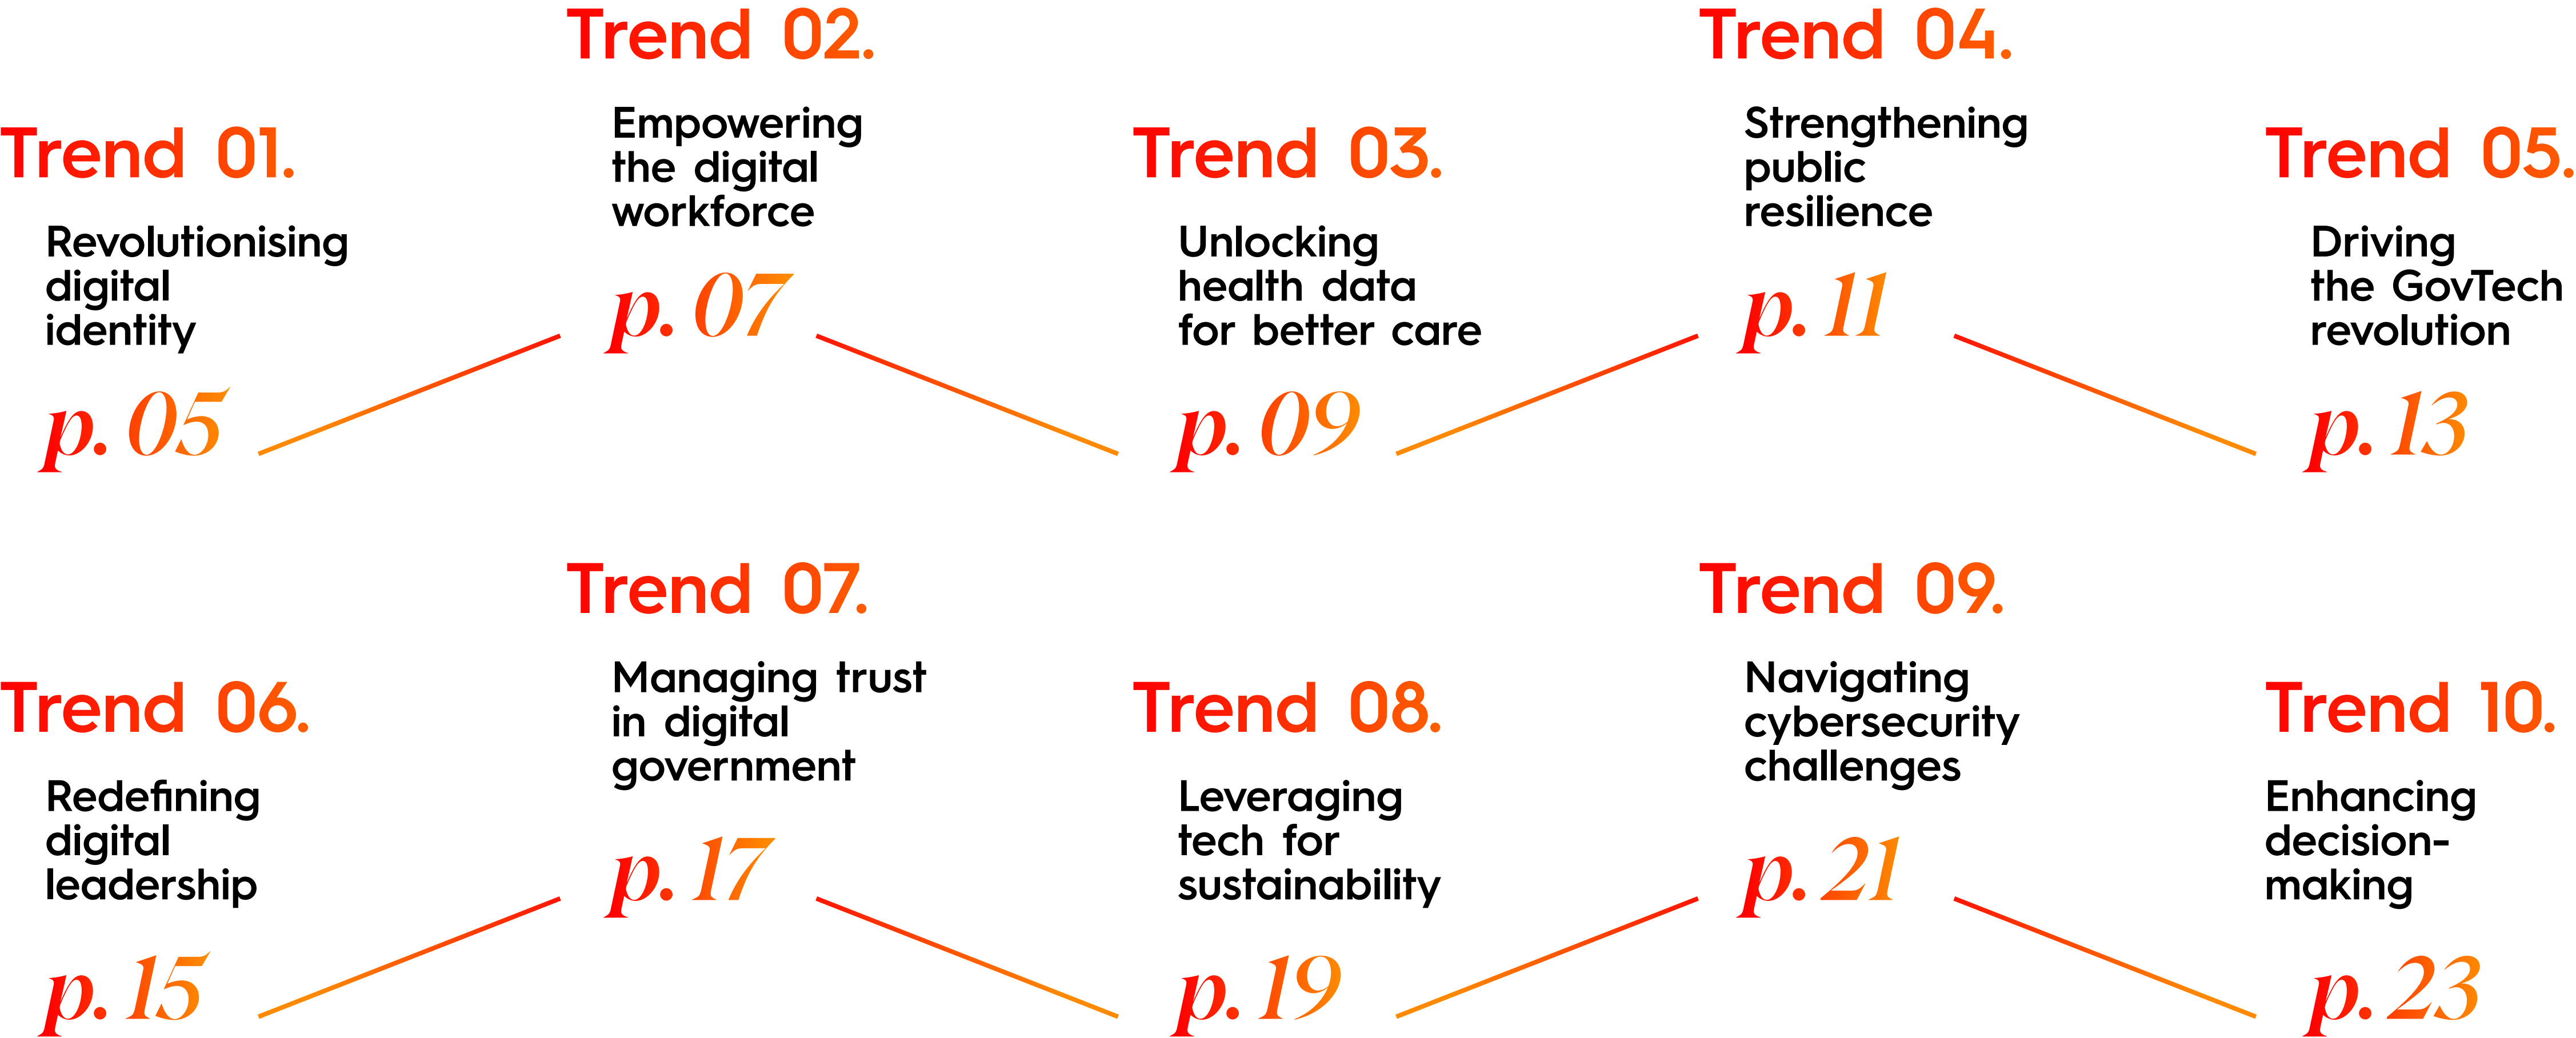 Trend 01.
Revolutionising
digital
identity
p. 05
Trend 02.
Empowering
the digital
workforce
p. 07
Trend 03.
Unlocking
health data
for better care
p. 09
Trend 04.
Strengthening
public
resilience
p. 11
Trend 05.
Driving
the GovTech
revolution
p. 13
Trend 06.
Redefining
digital
leadership
p. 15
Trend 07.
Managing trust
in digital
government
p. 17
Trend 08.
Leveraging
tech for
sustainability
p. 19
Trend 09.
Navigating
cybersecurity
challenges
p. 21
Trend 10.
Enhancing
decision-
making
p. 23